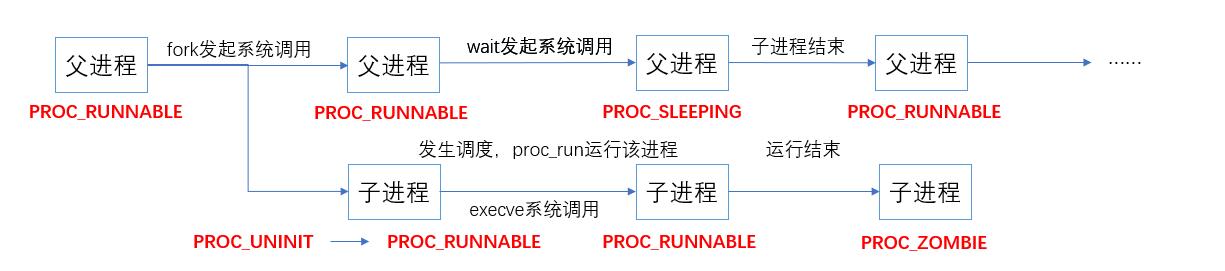 fork发起系统调用
wait发起系统调用
子进程结束
父进程
父进程
父进程
父进程
……
PROC_RUNNABLE
PROC_RUNNABLE
PROC_SLEEPING
PROC_RUNNABLE
发生调度，proc_run运行该进程
运行结束
子进程
子进程
子进程
execve系统调用
PROC_UNINIT
PROC_RUNNABLE
PROC_RUNNABLE
PROC_ZOMBIE